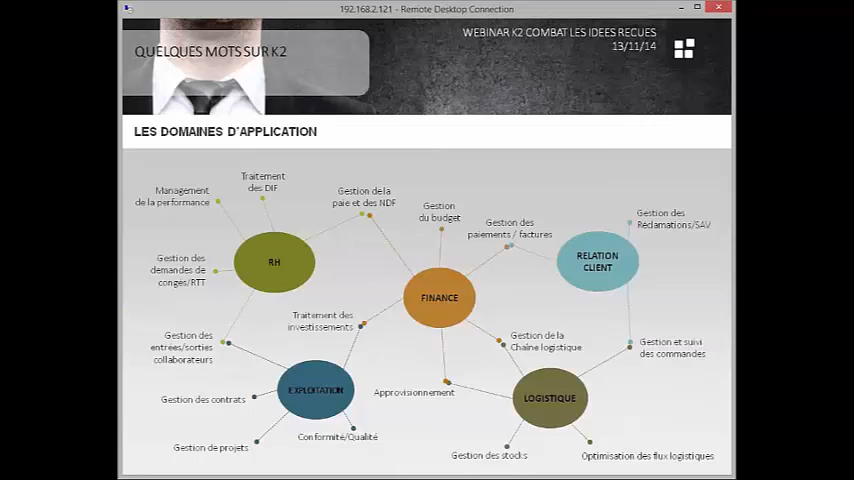 192.168.2.121 - Remote Desktop Connection
WEBINAR K2 COMBAT LES IDEES RECUES
13/11/14
QUELQUES MOTS SUR K2
LES DOMAINES D'APPLICATION
Traitement
des DIF
Management
de la performance
Gestion de la
paie et des NDF
Gestion
du budget
Gestion des
paiements / factures
Gestion des
Réclamations/SAV
RH
RELATION
CLIENT
Gestion des
demandes de
congés/RTT
FINANCE
Traitement des
investissements
Gestion des
entrées/sorties
collaborateurs
Gestion de la
Chaîne logistique
Gestion et suivi
des commandes
EXPLOITATION
Approvisionnement
LOGISTIQUE
Gestion des contrats
Conformité/Qualité
Gestion de projets
Gestion des stocks
Optimisation des flux logistiques